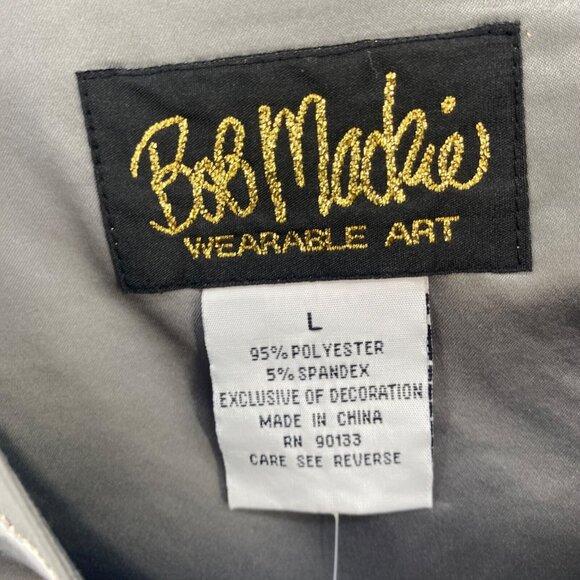 Bob Mackie
WEARABLE ART
L
95% POLYESTER
5% SPANDEX
EXCLUSIVE OF DECORATION
MADE IN CHINA
RN 90133
CARE SEE REVERSE